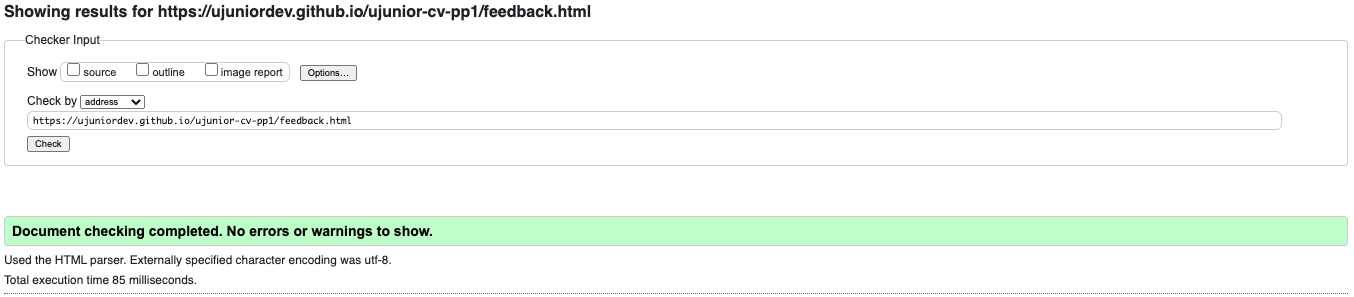 Showing results for https://ujuniordev.github.io/ujunior-cv-pp1/feedback.html
Checker Input
Show source outline image report Options...
Check by address
https://ujuniordev.github.io/ujunior-cv-pp1/feedback.html
Check
Document checking completed. No errors or warnings to show.
Used the HTML parser. Externally specified character encoding was utf-8.
Total execution time 85 milliseconds.